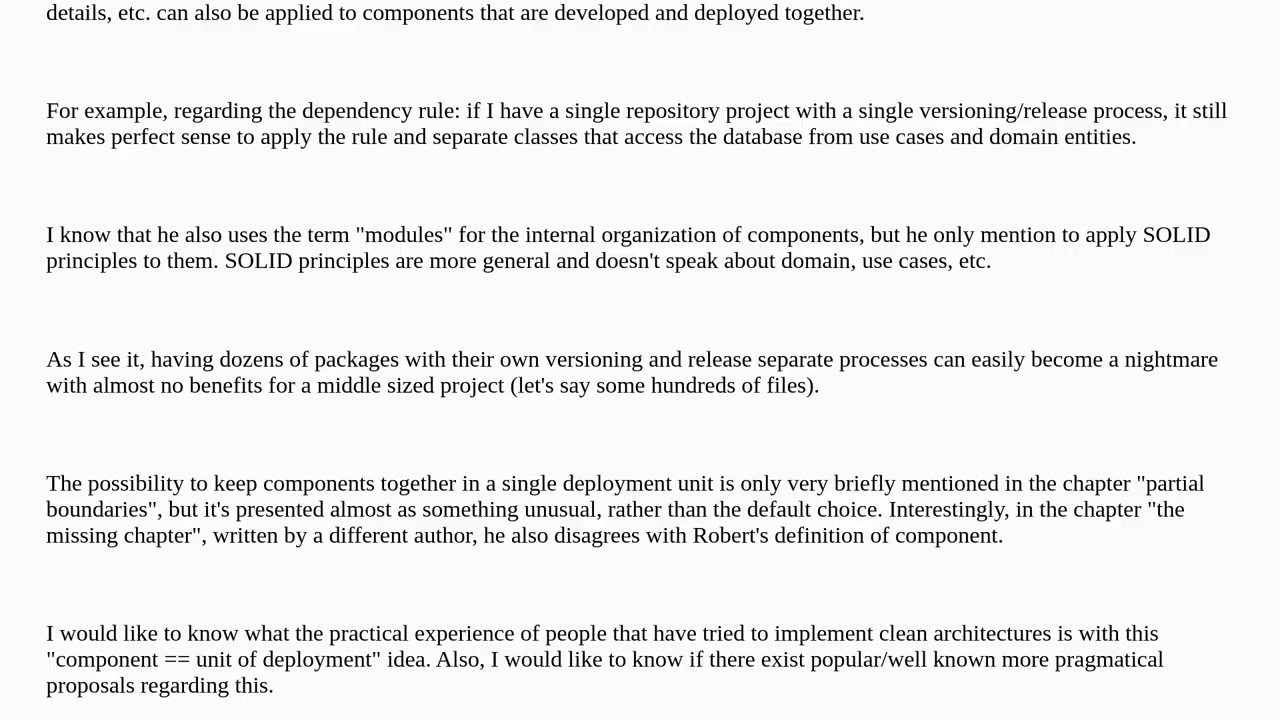 details, etc. can also be applied to components that are developed and deployed together.
For example, regarding the dependency rule: if I have a single repository project with a single versioning/release process, it still
makes perfect sense to apply the rule and separate classes that access the database from use cases and domain entities.
I know that he also uses the term "modules" for the internal organization of components, but he only mention to apply SOLID
principles to them. SOLID principles are more general and doesn't speak about domain, use cases, etc.
As I see it, having dozens of packages with their own versioning and release separate processes can easily become a nightmare
with almost no benefits for a middle sized project (let's say some hundreds of files).
The possibility to keep components together in a single deployment unit is only very briefly mentioned in the chapter "partial
boundaries", but it's presented almost as something unusual, rather than the default choice. Interestingly, in the chapter "the
missing chapter", written by a different author, he also disagrees with Robert's definition of component.
I would like to know what the practical experience of people that have tried to implement clean architectures is with this
"component == unit of deployment" idea. Also, I would like to know if there exist popular/well known more pragmatical
proposals regarding this.